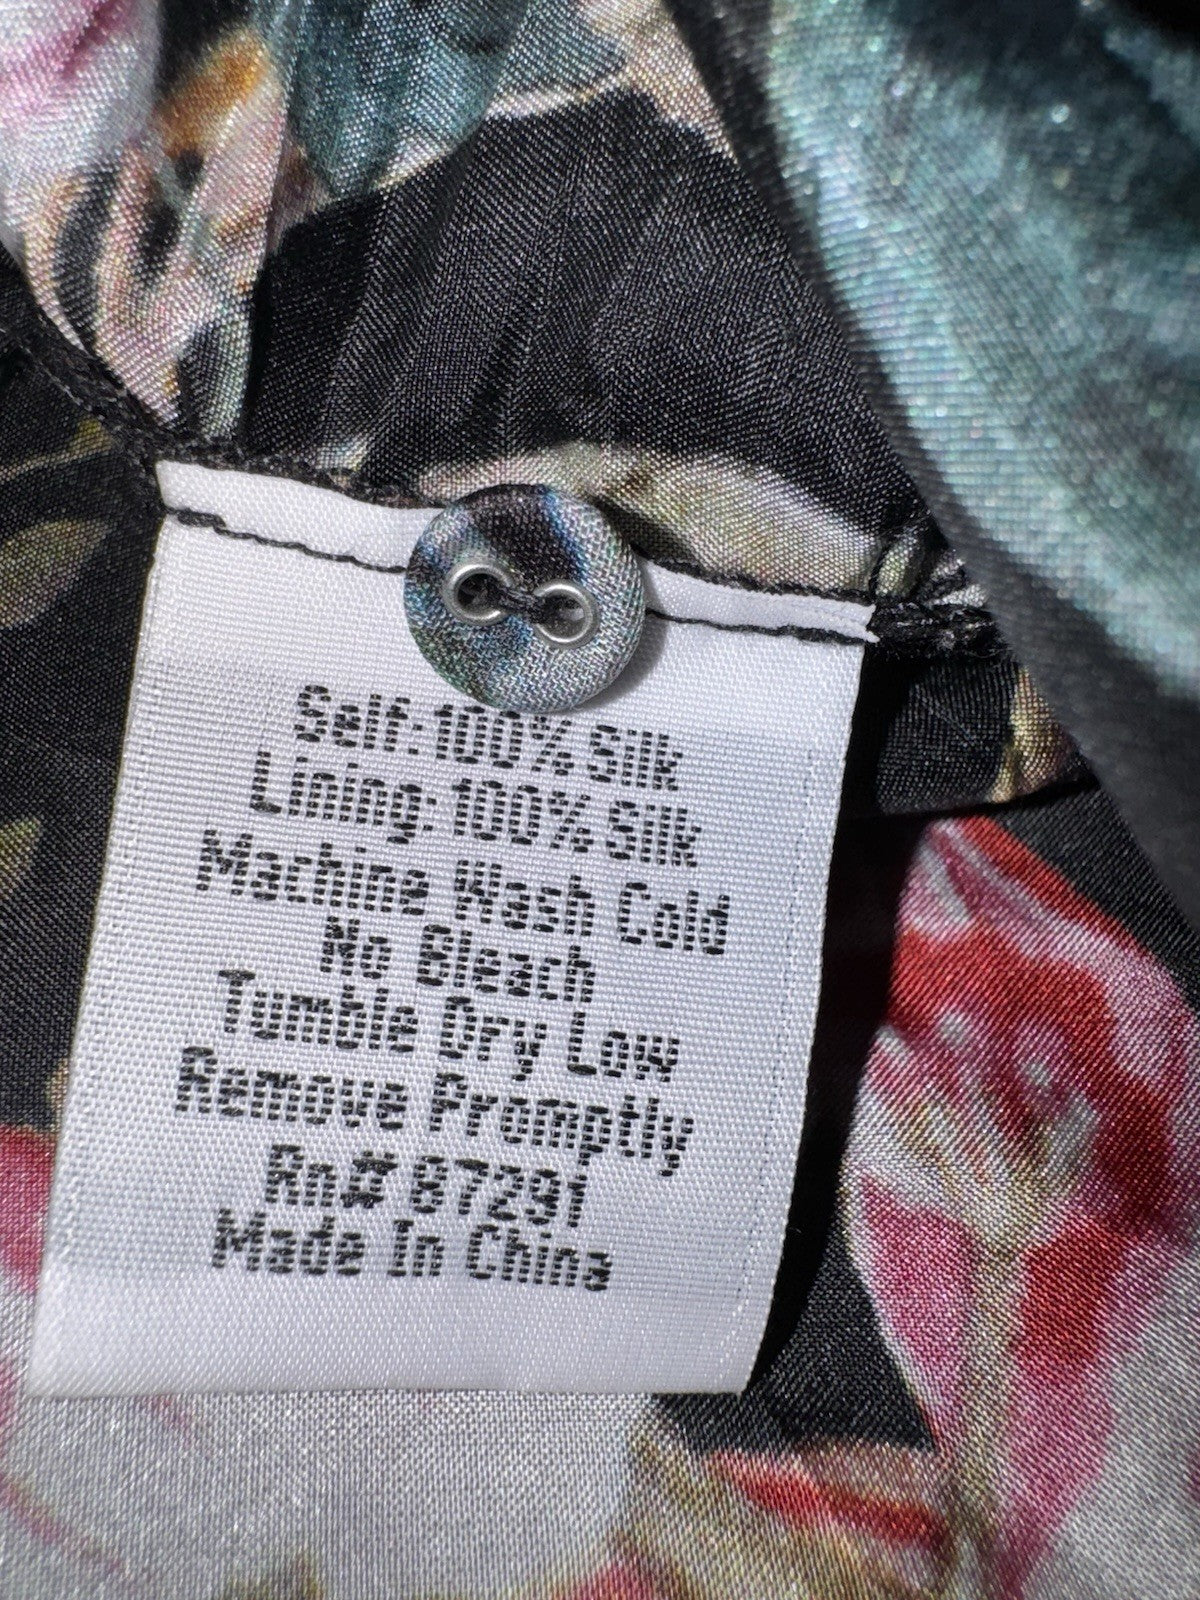 Self:100% Silk
Lining:100% Silk
Machine Wash Cold
No Bleach
Tumble Dry Low
Remove Promptly
Rn# 87291
Made In China